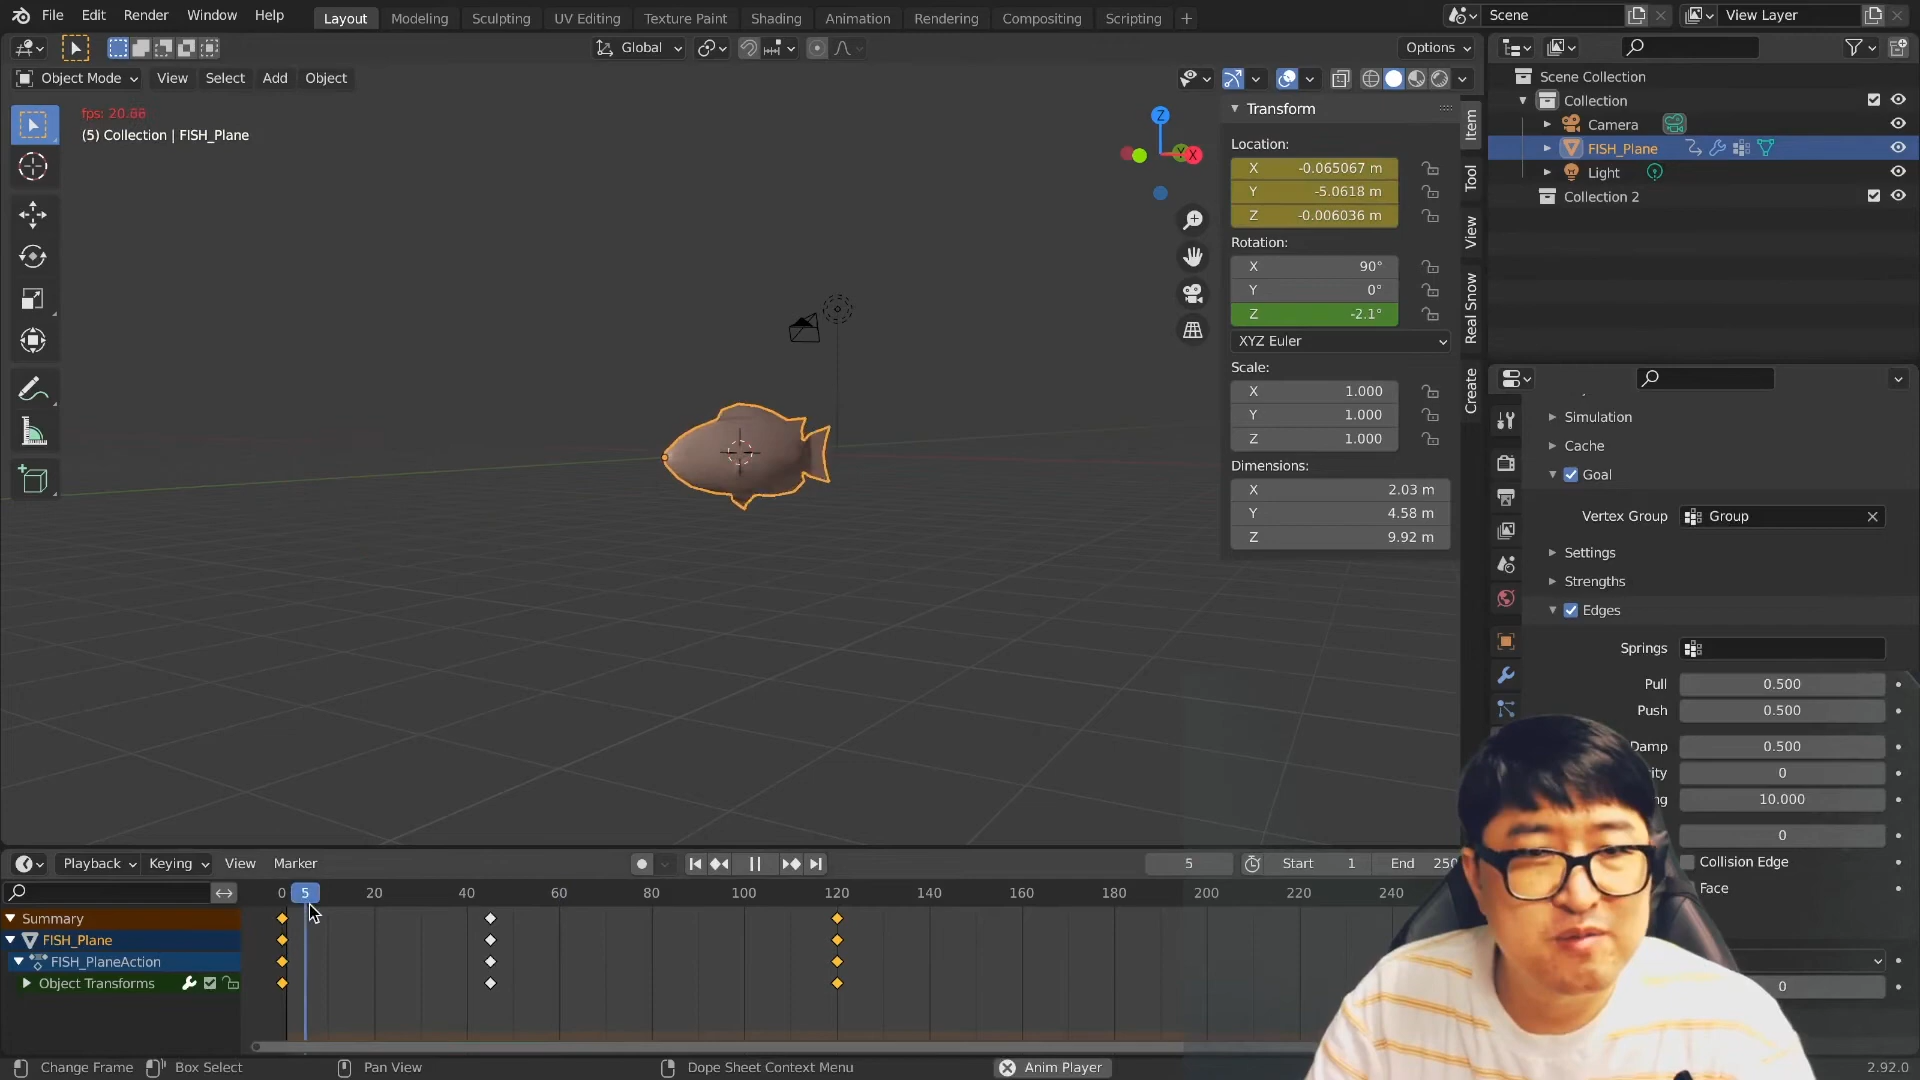 File Edit Render Window Help Layout Modeling Sculpting UV Editing Texture Paint Shading Animation Rendering Compositing Scripting + Scene View Layer
Global Options
Object Mode View Select Add Object
fps: 20.66
(5) Collection | FISH_Plane
Z
Y
X
Transform
Location:
X -0.065067 m
Y -5.0618 m
Z -0.006036 m
Rotation:
X 90°
Y 0°
Z -2.1°
XYZ Euler
Scale:
X 1.000
Y 1.000
Z 1.000
Dimensions:
X 2.03 m
Y 4.58 m
Z 9.92 m
Item
Tool
View
Real Snow
Create
Scene Collection
Collection
Camera
FISH_Plane
Light
Collection 2
Simulation
Cache
Goal
Vertex Group Group
Settings
Strengths
Edges
Springs
Pull 0.500
Push 0.500
Damp 0.500
0
10.000
0
Collision Edge
Face
0
Playback Keying View Marker 5 Start 1 End 250
0 5 20 40 60 80 100 120 140 160 180 200 220 240
Summary
FISH_Plane
FISH_PlaneAction
Object Transforms
Change Frame Box Select Pan View Dope Sheet Context Menu Anim Player 2.92.0